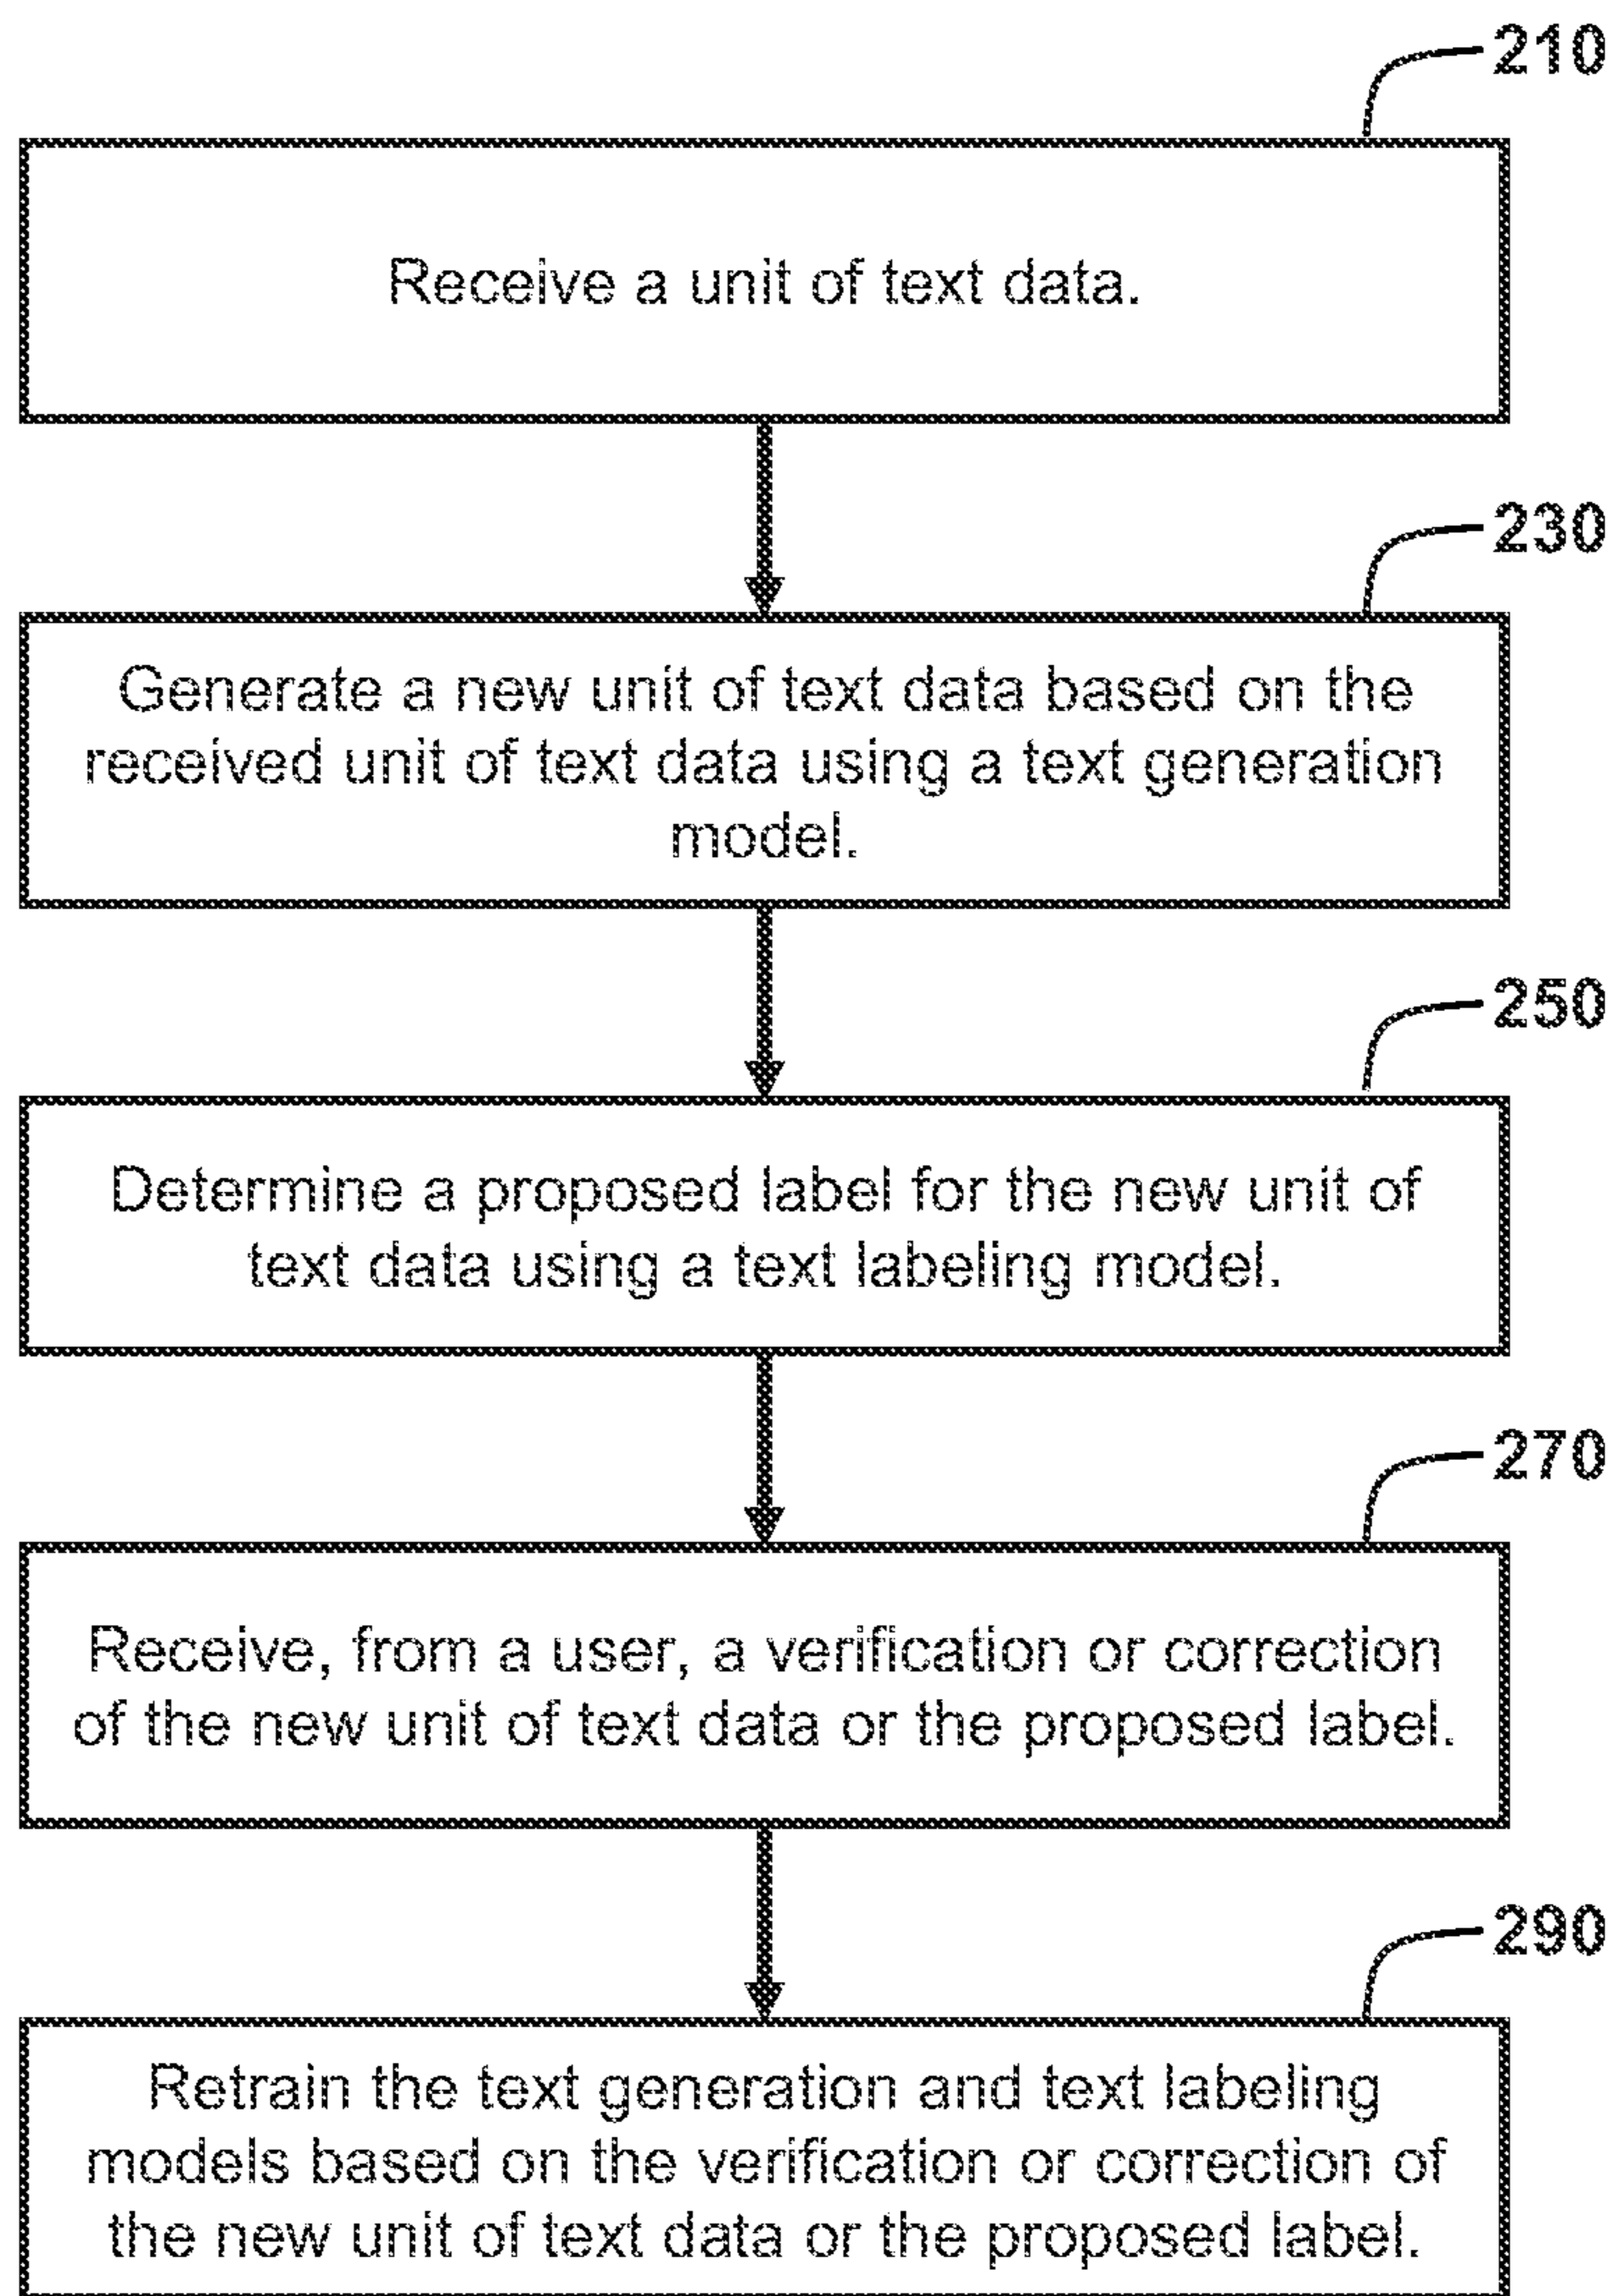 210
Receive a unit of text data.
230
Generate a new unit of text data based on the
received unit of text data using a text generation
model.
250
Determine a proposed label for the new unit of
text data using a text labeling model.
270
Receive, from a user, a verification or correction
of the new unit of text data or the proposed label.
290
Retrain the text generation and text labeling
models based on the verification or correction of
the new unit of text data or the proposed label.